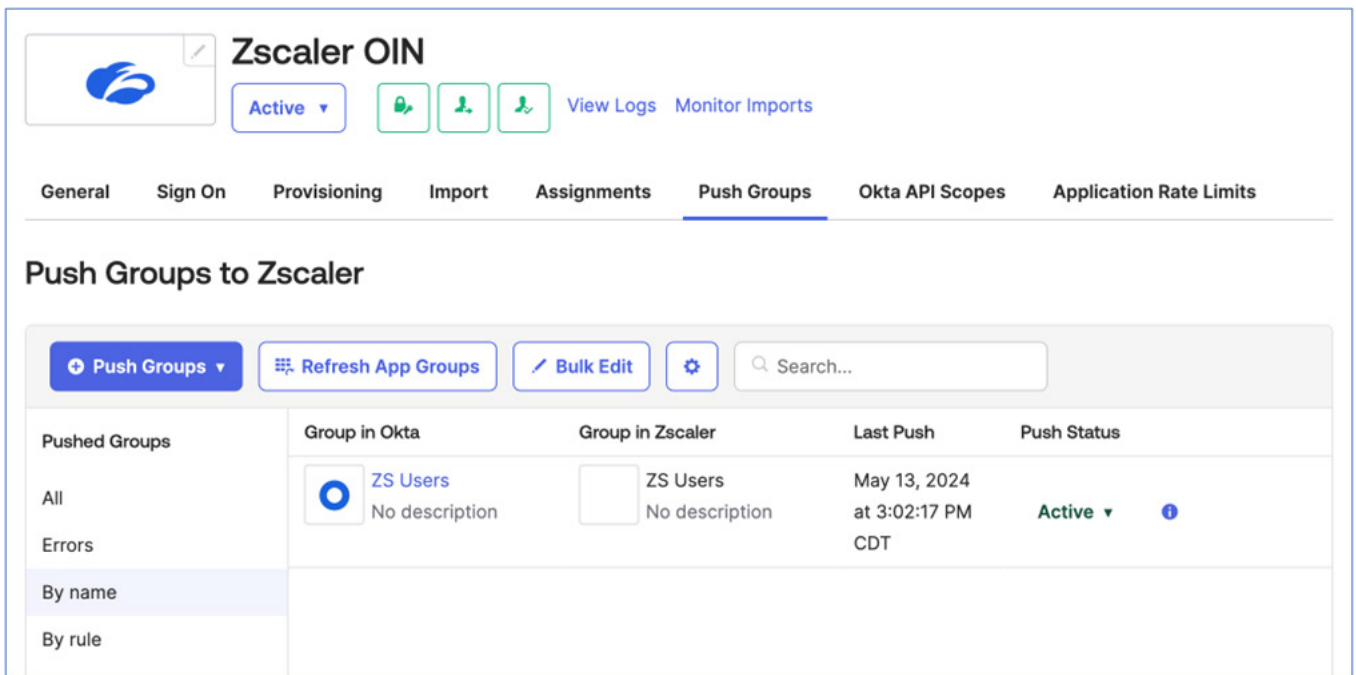 Zscaler OIN
Active ▼
View Logs Monitor Imports
General Sign On Provisioning Import Assignments Push Groups Okta API Scopes Application Rate Limits
Push Groups to Zscaler
Push Groups ▼ Refresh App Groups Bulk Edit Search...
Pushed Groups
All
Errors
By name
By rule
Group in Okta Group in Zscaler Last Push Push Status
ZS Users ZS Users May 13, 2024
No description No description at 3:02:17 PM Active ▼
CDT